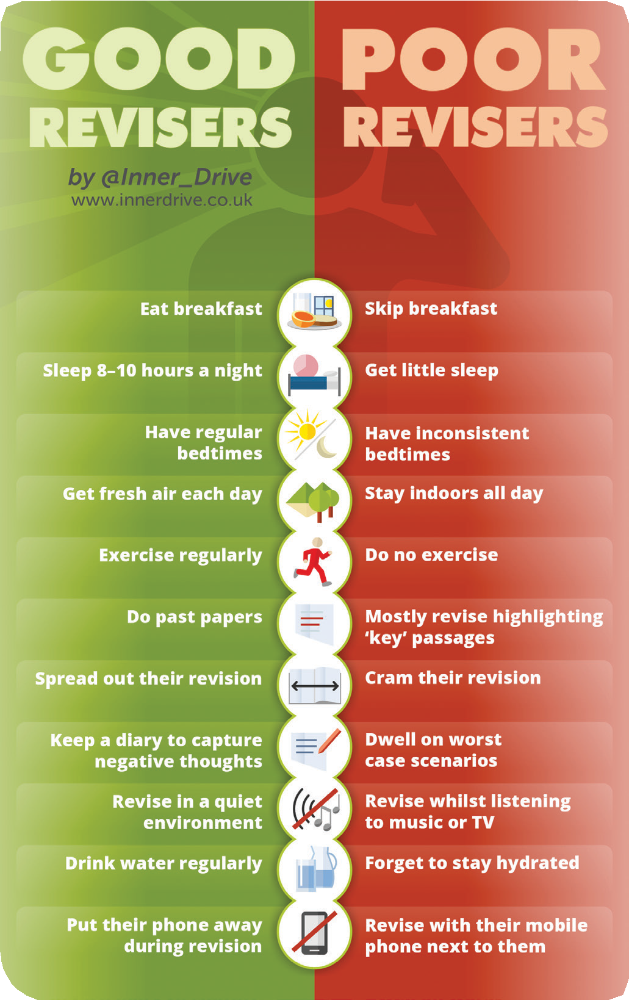 GOOD
REVISERS
by @Inner_Drive
www.innerdrive.co.uk
POOR
REVISERS
Eat breakfast
Skip breakfast
Sleep 8–10 hours a night
Get little sleep
Have regular
bedtimes
Have inconsistent
bedtimes
Get fresh air each day
Stay indoors all day
Exercise regularly
Do no exercise
Do past papers
Mostly revise highlighting
‘key’ passages
Spread out their revision
Cram their revision
Keep a diary to capture
negative thoughts
Dwell on worst
case scenarios
Revise in a quiet
environment
Revise whilst listening
to music or TV
Drink water regularly
Forget to stay hydrated
Put their phone away
during revision
Revise with their mobile
phone next to them